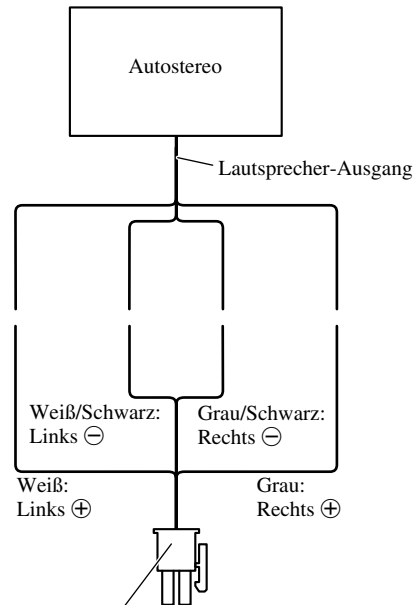 Autostereo
Lautsprecher-Ausgang
Weiß/Schwarz:
Links ⊖
Grau/Schwarz:
Rechts ⊖
Weiß:
Links ⊕
Grau:
Rechts ⊕